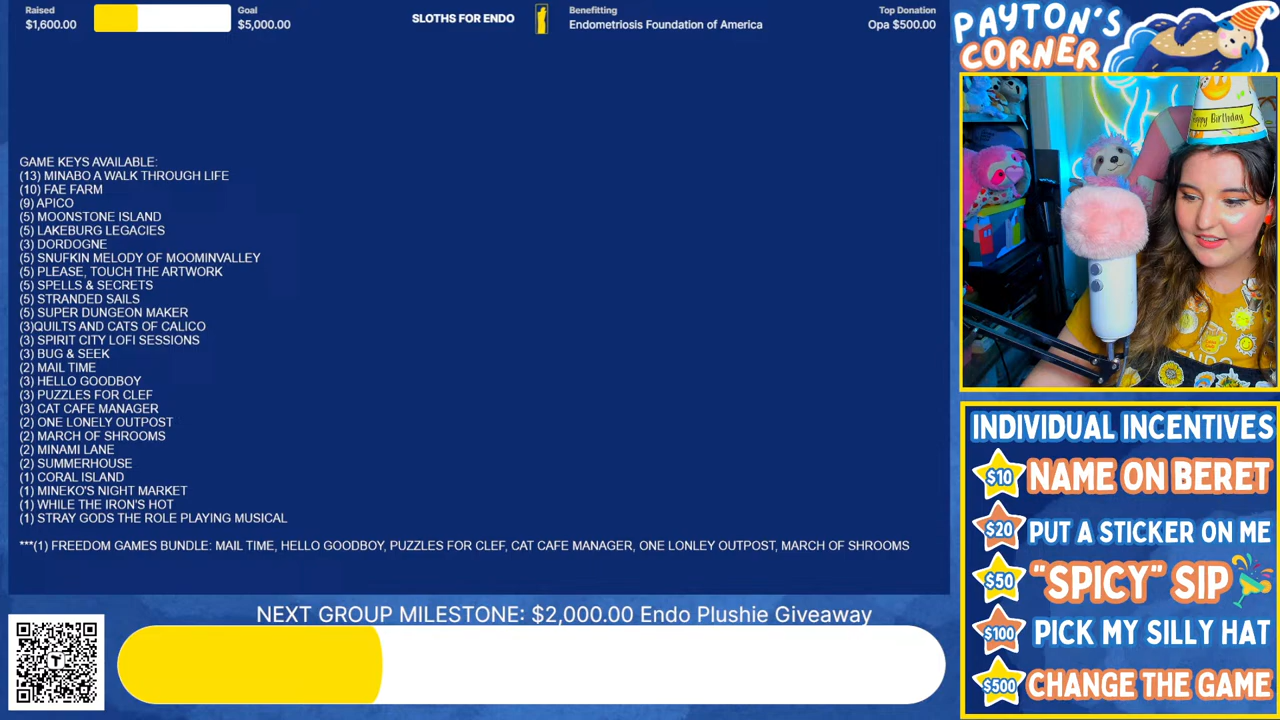 Raised
$1,600.00
Goal
$5,000.00
SLOTHS FOR ENDO
Benefitting
Endometriosis Foundation of America
Top Donation
Opa $500.00
PAYTON'S
CORNER
Happy Birthday
GAME KEYS AVAILABLE:
(13) MINABO A WALK THROUGH LIFE
(10) FAE FARM
(9) APICO
(5) MOONSTONE ISLAND
(5) LAKEBURG LEGACIES
(3) DORDOGNE
(5) SNUFKIN MELODY OF MOOMINVALLEY
(5) PLEASE, TOUCH THE ARTWORK
(5) SPELLS & SECRETS
(5) STRANDED SAILS
(5) SUPER DUNGEON MAKER
(3)QUILTS AND CATS OF CALICO
(3) SPIRIT CITY LOFI SESSIONS
(3) BUG & SEEK
(2) MAIL TIME
(3) HELLO GOODBOY
(3) PUZZLES FOR CLEF
(3) CAT CAFE MANAGER
(2) ONE LONELY OUTPOST
(2) MARCH OF SHROOMS
(2) MINAMI LANE
(2) SUMMERHOUSE
(1) CORAL ISLAND
(1) MINEKO'S NIGHT MARKET
(1) WHILE THE IRON'S HOT
(1) STRAY GODS THE ROLE PLAYING MUSICAL
***(1) FREEDOM GAMES BUNDLE: MAIL TIME, HELLO GOODBOY, PUZZLES FOR CLEF, CAT CAFE MANAGER, ONE LONLEY OUTPOST, MARCH OF SHROOMS
NEXT GROUP MILESTONE: $2,000.00 Endo Plushie Giveaway
INDIVIDUAL INCENTIVES
$10 NAME ON BERET
$20 PUT A STICKER ON ME
$50 "SPICY" SIP
$100 PICK MY SILLY HAT
$500 CHANGE THE GAME